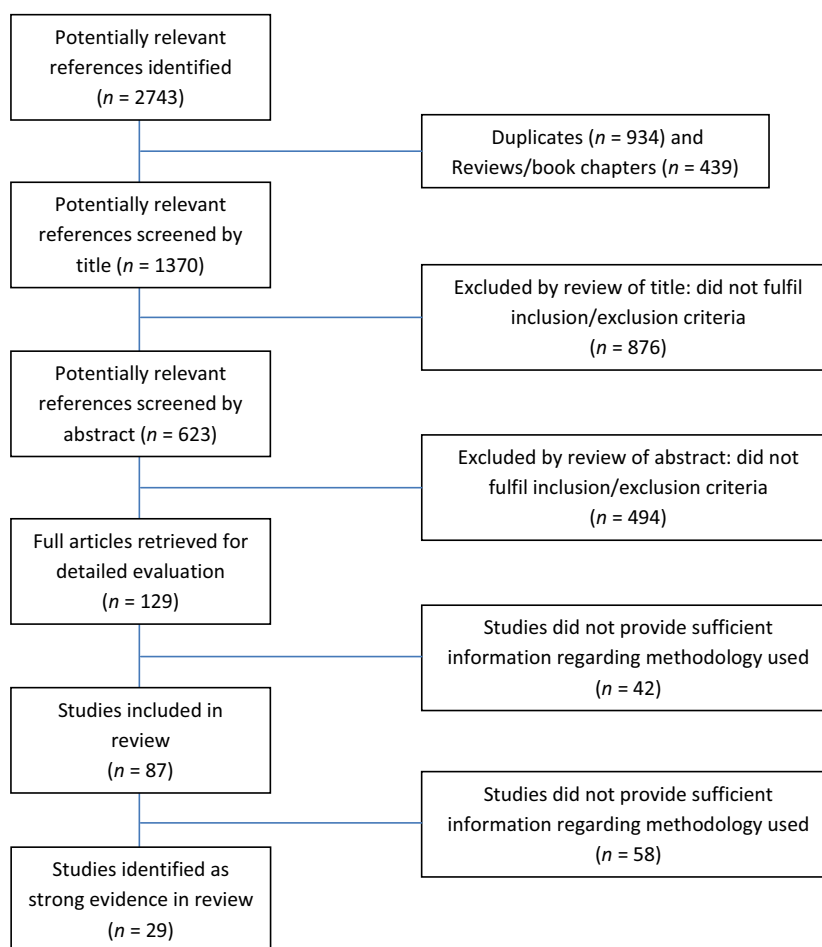 Potentially relevant
references identified
(n = 2743)
Duplicates (n = 934) and
Reviews/book chapters (n = 439)
Potentially relevant
references screened by
title (n = 1370)
Excluded by review of title: did not fulfil
inclusion/exclusion criteria
(n = 876)
Potentially relevant
references screened by
abstract (n = 623)
Excluded by review of abstract: did not
fulfil inclusion/exclusion criteria
(n = 494)
Full articles retrieved for
detailed evaluation
(n = 129)
Studies did not provide sufficient
information regarding methodology used
(n = 42)
Studies included in
review
(n = 87)
Studies did not provide sufficient
information regarding methodology used
(n = 58)
Studies identified as
strong evidence in review
(n = 29)